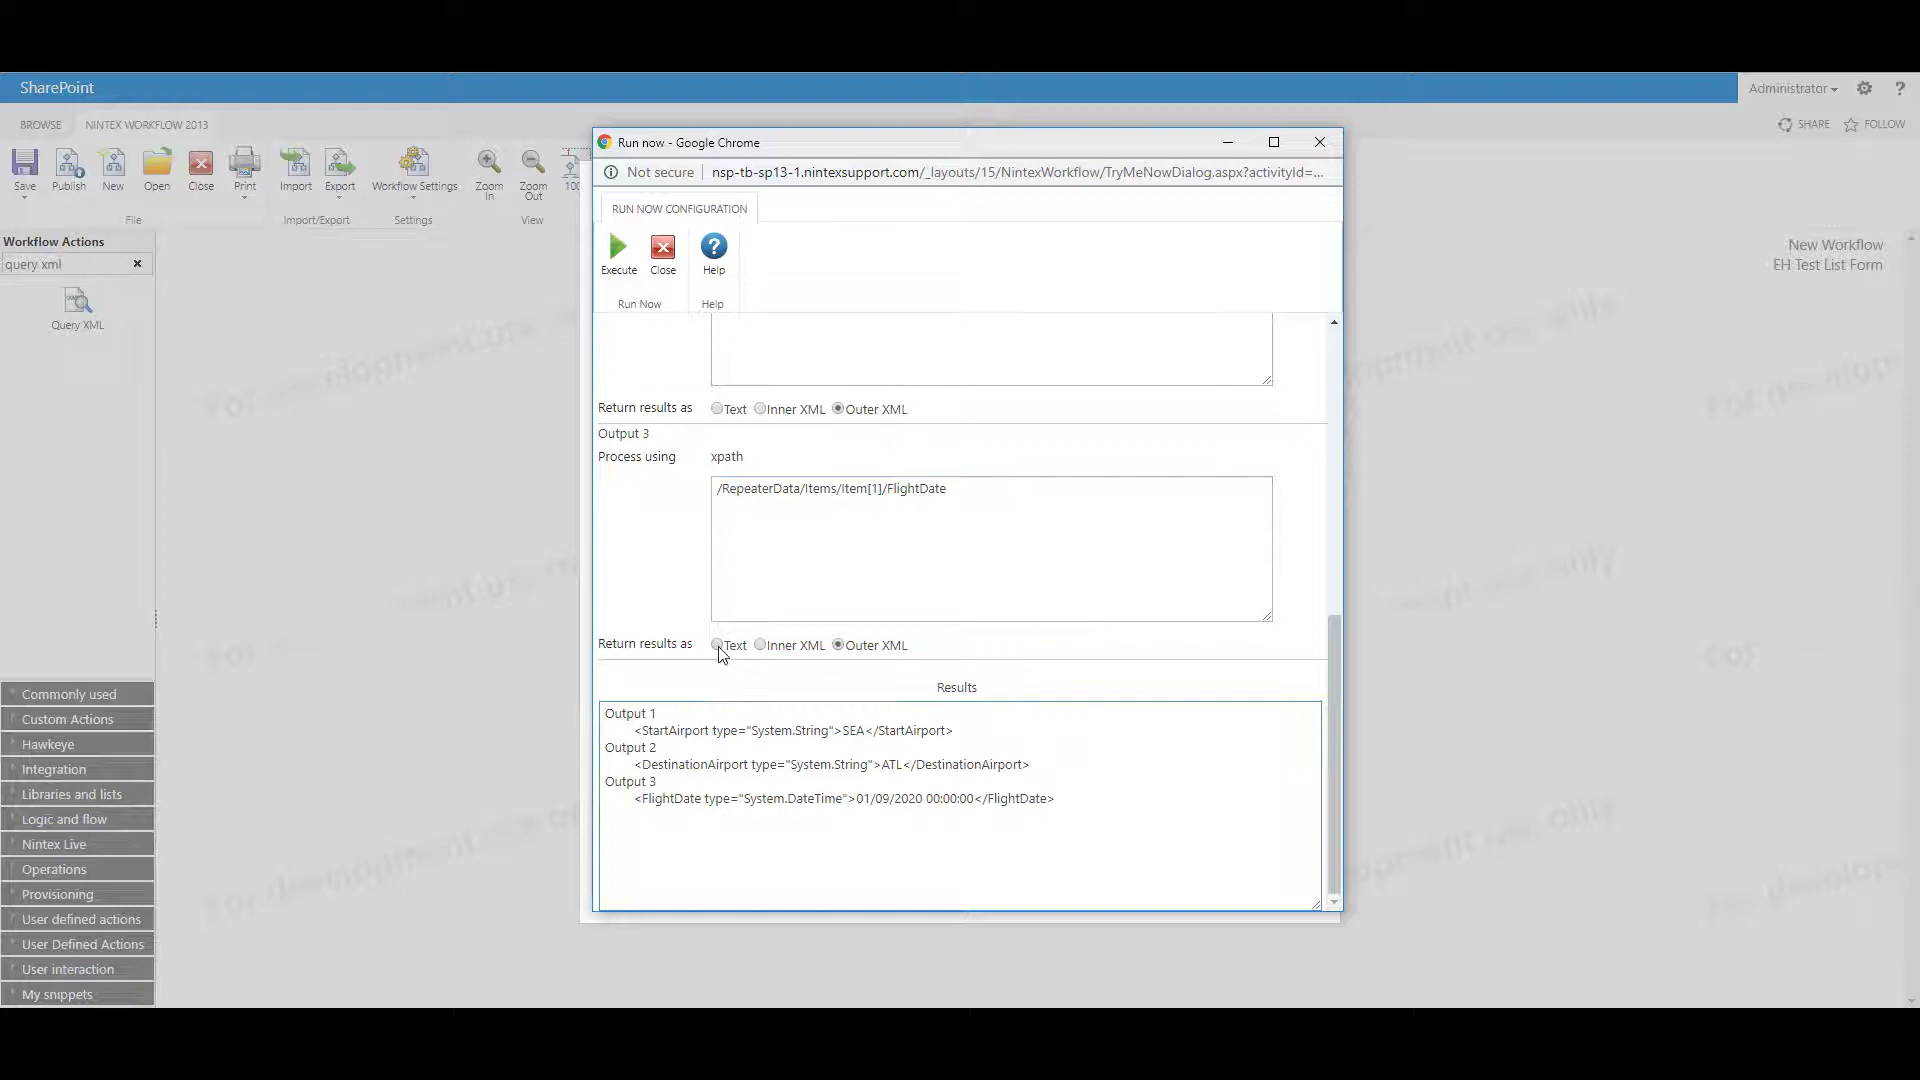 SharePoint
Administrator
?
BROWSE
NINTEX WORKFLOW 2013
SHARE
FOLLOW
Save
Publish
New
Open
Close
Print
Import
Export
Workflow Settings
Zoom In
Zoom Out
100
File
Import/Export
Settings
View
Workflow Actions
query xml
Query XML
Commonly used
Custom Actions
Hawkeye
Integration
Libraries and lists
Logic and flow
Nintex Live
Operations
Provisioning
User defined actions
User Defined Actions
User interaction
My snippets
New Workflow
EH Test List Form
Run now - Google Chrome
Not secure
nsp-tb-sp13-1.nintexsupport.com/_layouts/15/NintexWorkflow/TryMeNowDialog.aspx?activityId=...
RUN NOW CONFIGURATION
Execute
Close
Help
Run Now
Help
Return results as Text Inner XML Outer XML
Output 3
Process using xpath
/RepeaterData/Items/Item[1]/FlightDate
Return results as Text Inner XML Outer XML
Results
Output 1
<StartAirport type="System.String">SEA</StartAirport>
Output 2
<DestinationAirport type="System.String">ATL</DestinationAirport>
Output 3
<FlightDate type="System.DateTime">01/09/2020 00:00:00</FlightDate>